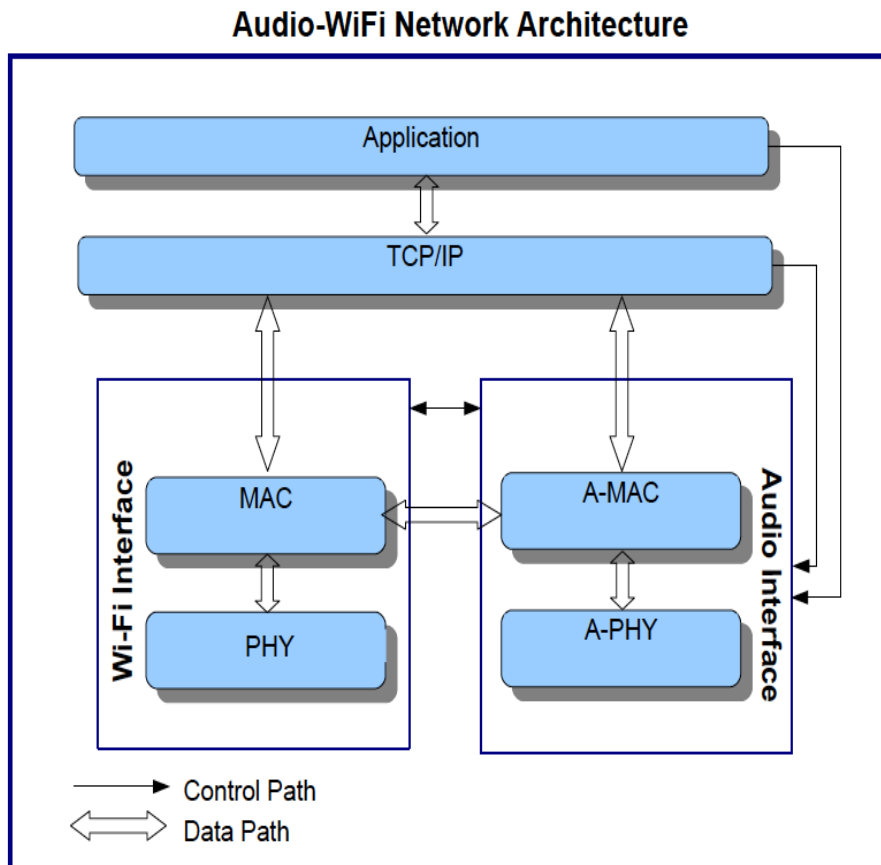 Audio-WiFi Network Architecture
Application
TCP/IP
Wi-Fi Interface
MAC
PHY
A-MAC
A-PHY
Audio Interface
Control Path
Data Path